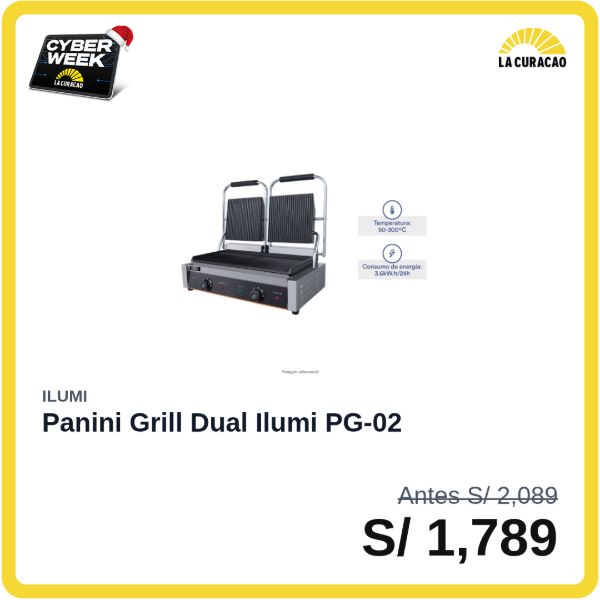 CYBER
WEEK
LA CURACAO
LA CURACAO
Temperatura:
50-300°C
Consumo de energía:
3.6kW.h/24h
*Imagen referencial
ILUMI
Panini Grill Dual Ilumi PG-02
Antes S/ 2,089
S/ 1,789